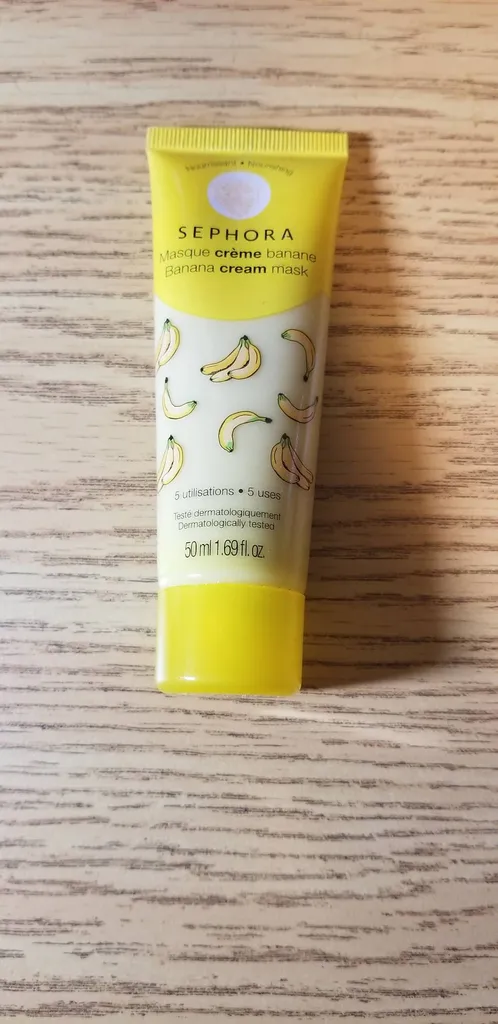 Nourrissant • Nourishing
SEPHORA
Masque crème banane
Banana cream mask
5 utilisations • 5 uses
Testé dermatologiquement
Dermatologically tested
50 ml 1.69 fl. oz.